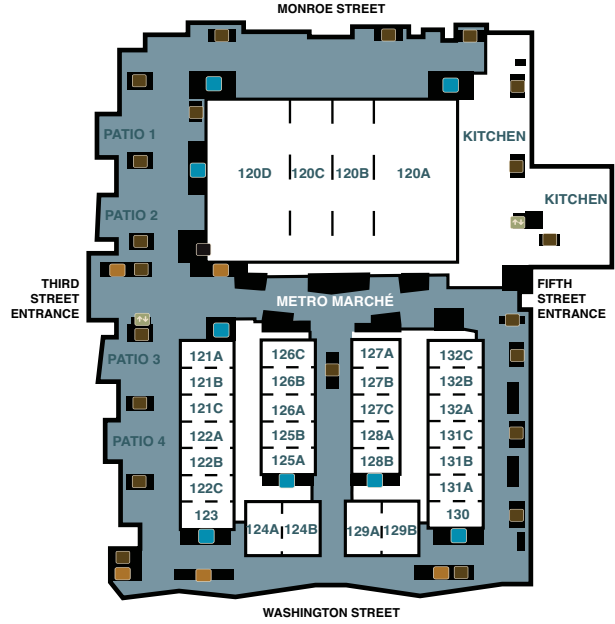 MONROE STREET
PATIO 1
KITCHEN
120D
120C
120B
120A
KITCHEN
PATIO 2
THIRD
STREET
ENTRANCE
METRO MARCHÉ
FIFTH
STREET
ENTRANCE
PATIO 3
121A
126C
127A
132C
121B
126B
127B
132B
121C
126A
127C
132A
PATIO 4
122A
125B
128A
131C
122B
125A
128B
131B
122C
131A
123
130
124A
124B
129A
129B
WASHINGTON STREET